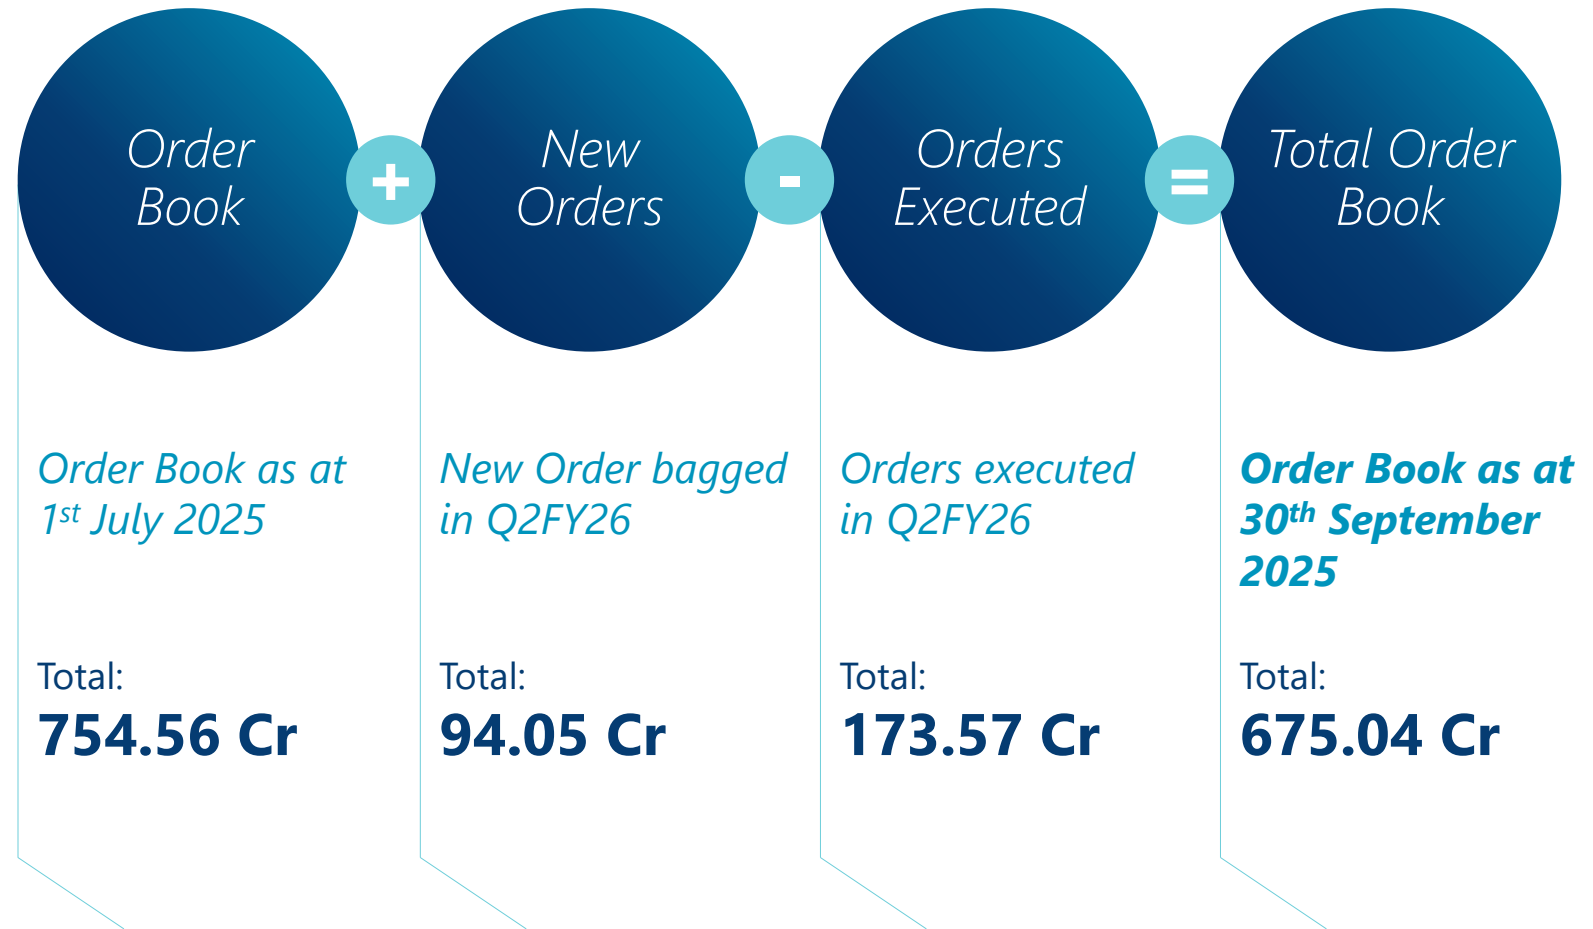 Order
Book
+
New
Orders
-
Orders
Executed
=
Total Order
Book
Order Book as at
1st July 2025
Total:
754.56 Cr
New Order bagged
in Q2FY26
Total:
94.05 Cr
Orders executed
in Q2FY26
Total:
173.57 Cr
Order Book as at
30th September
2025
Total:
675.04 Cr